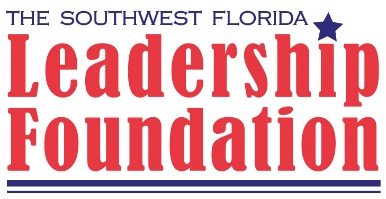 THE SOUTHWEST FLORIDA
Leadership
Foundation